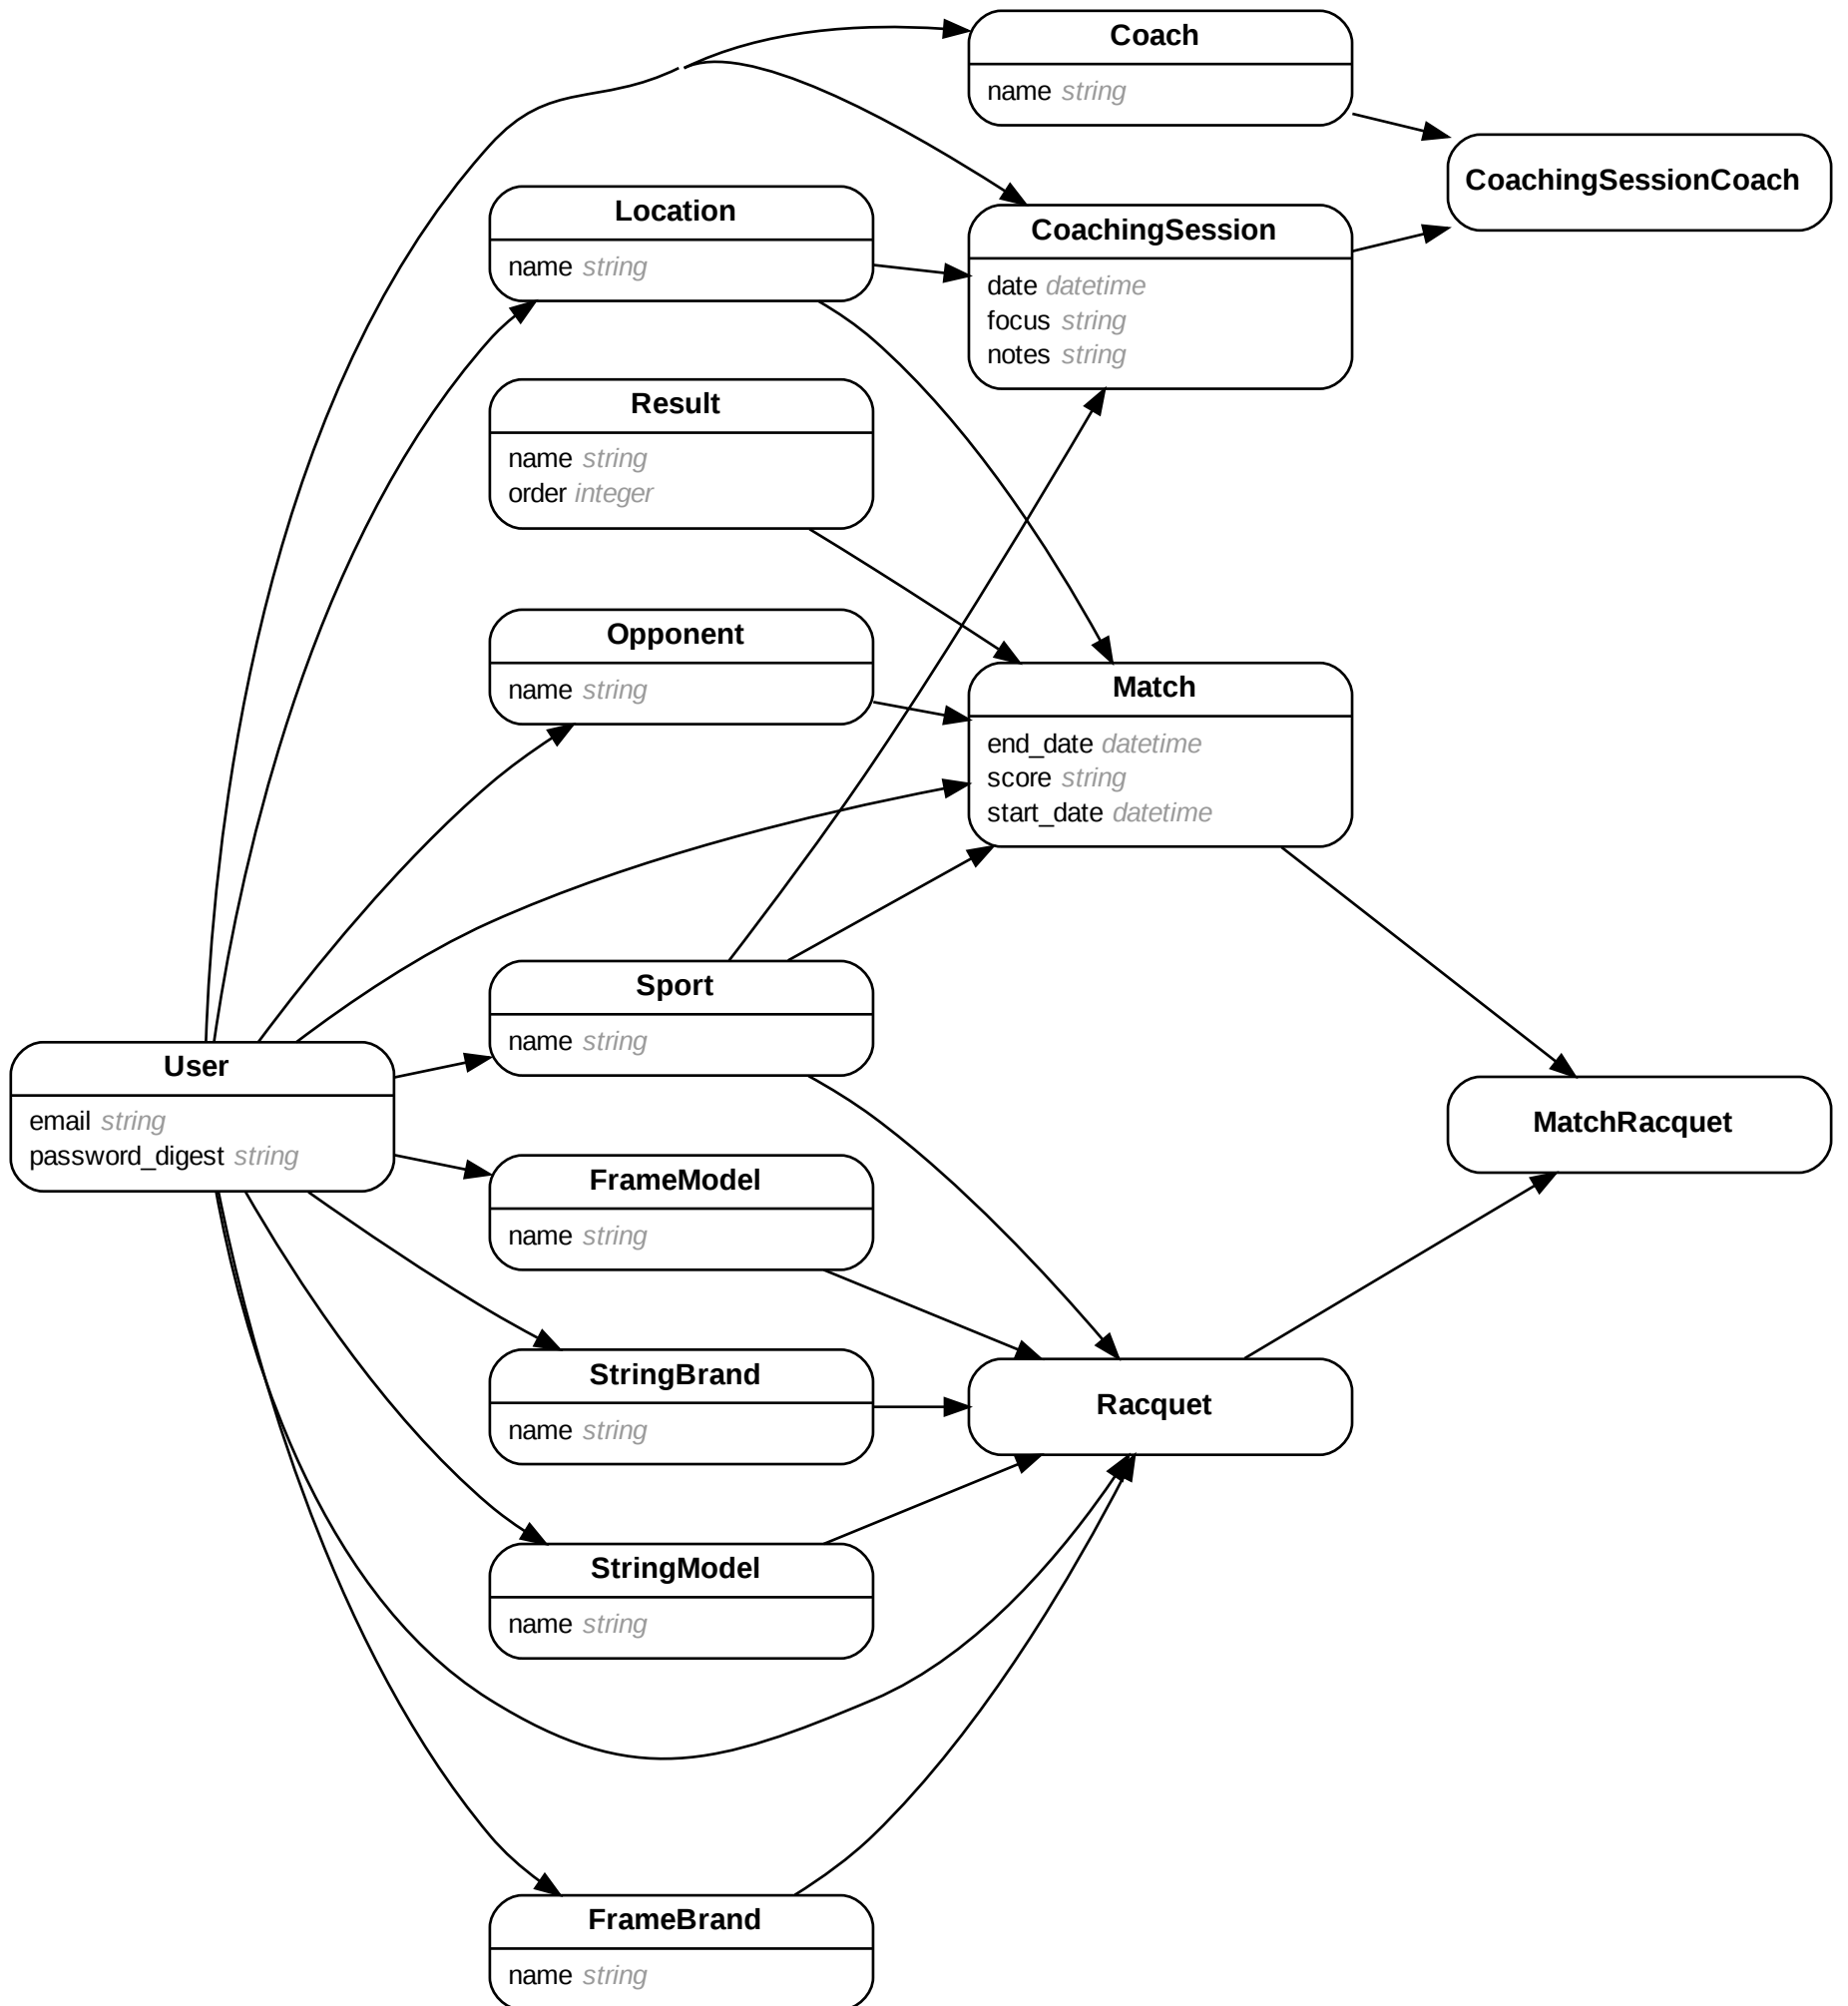 Coach
name string
CoachingSessionCoach
Location
name string
CoachingSession
date datetime
focus string
notes string
Result
name string
order integer
Opponent
name string
Match
end_date datetime
score string
start_date datetime
Sport
name string
User
email string
password_digest string
MatchRacquet
FrameModel
name string
StringBrand
name string
Racquet
StringModel
name string
FrameBrand
name string